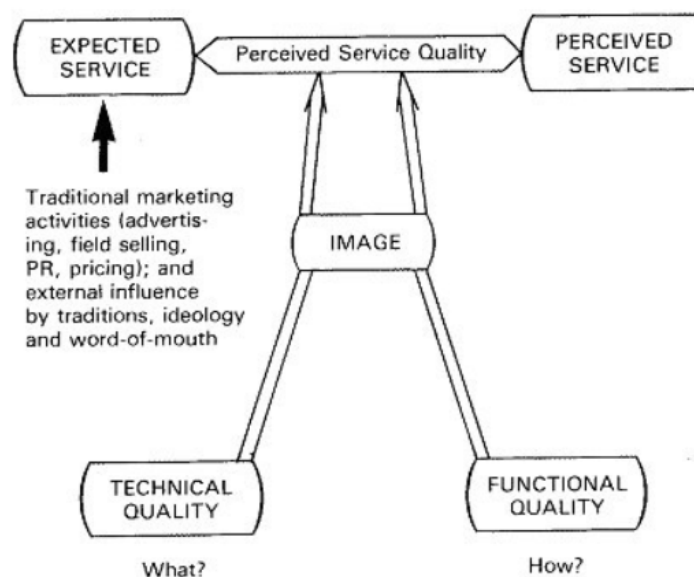 EXPECTED
SERVICE
Perceived Service Quality
PERCEIVED
SERVICE
Traditional marketing
activities (advertis-
ing, field selling,
PR, pricing); and
external influence
by traditions, ideology
and word-of-mouth
IMAGE
TECHNICAL
QUALITY
FUNCTIONAL
QUALITY
What?
How?